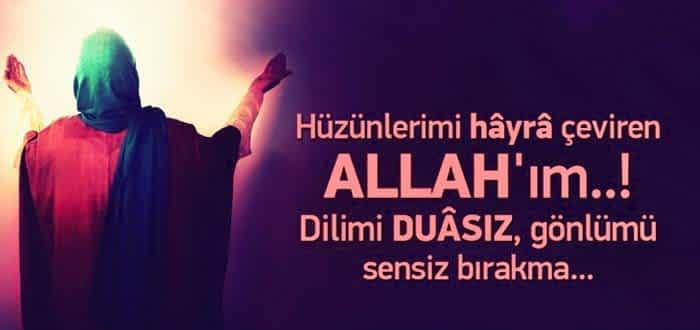 Hüzünlerimi hâyrâ çeviren
ALLAH'ım..!
Dilimi DUÂSIZ, gönlümü
sensiz bırakma...